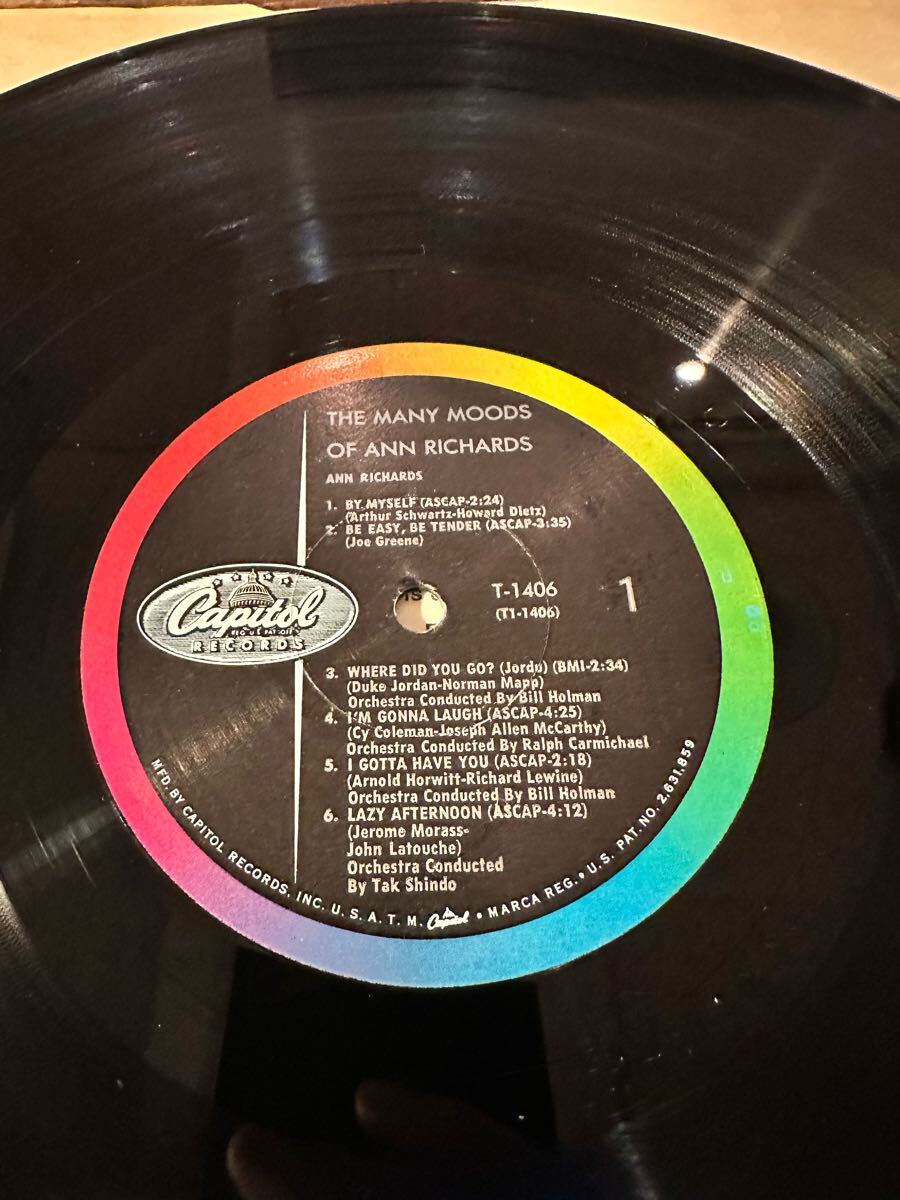 THE MANY MOODS
OF ANN RICHARDS
ANN RICHARDS
1. BY MYSELF (ASCAP-2:24)
(Arthur Schwartz-Howard Dietz)
2. BE EASY, BE TENDER (ASCAP-3:35)
(Joe Greene)
Capitol
REG. U.S. PAT. OFF.
RECORDS
T-1406
(T1-1406)
1
3. WHERE DID YOU GO? (Jordu) (BMI-2:34)
(Duke Jordan-Norman Mapp)
Orchestra Conducted By Bill Holman
4. I'M GONNA LAUGH (ASCAP-4:25)
(Cy Coleman-Joseph Allen McCarthy)
Orchestra Conducted By Ralph Carmichael
5. I GOTTA HAVE YOU (ASCAP-2:18)
(Arnold Horwitt-Richard Lewine)
Orchestra Conducted By Bill Holman
6. LAZY AFTERNOON (ASCAP-4:12)
(Jerome Morass-
John Latouche)
Orchestra Conducted
By Tak Shindo
MFD. BY CAPITOL RECORDS, INC. U. S. A. T. M. Capitol • MARCA REG. • U.S. PAT. NO. 2,631,859